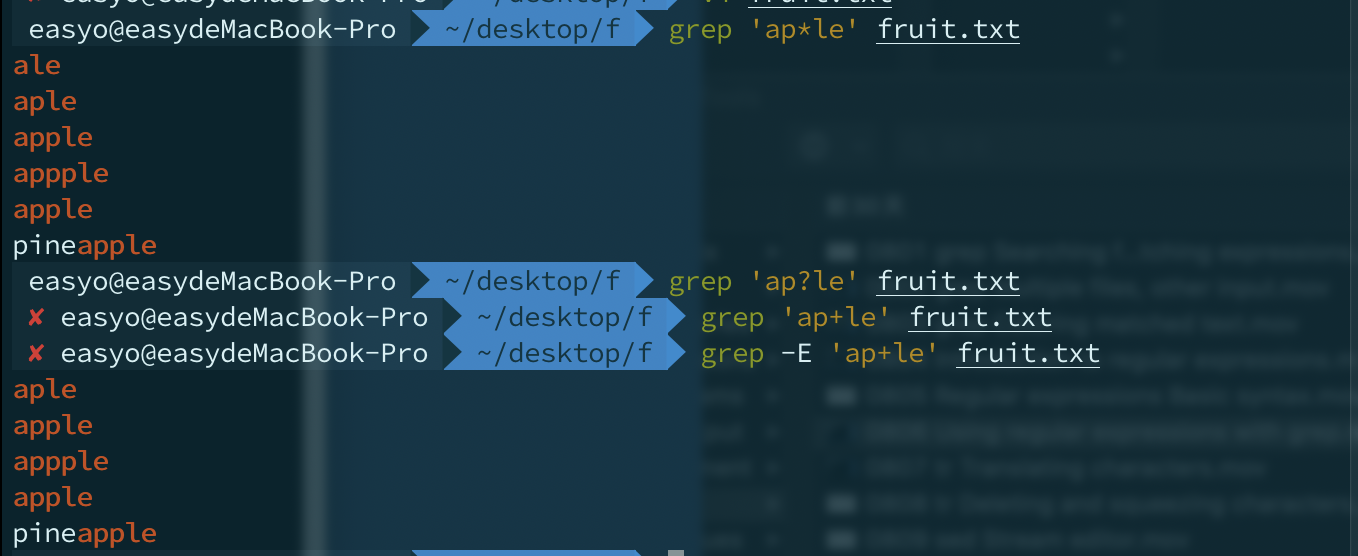 easyo@easydeMacBook-Pro ~/desktop/f grep 'ap*le' fruit.txt
ale
aple
apple
appple
apple
pineapple
easyo@easydeMacBook-Pro ~/desktop/f grep 'ap?le' fruit.txt
✘ easyo@easydeMacBook-Pro ~/desktop/f grep 'ap+le' fruit.txt
✘ easyo@easydeMacBook-Pro ~/desktop/f grep -E 'ap+le' fruit.txt
aple
apple
appple
apple
pineapple